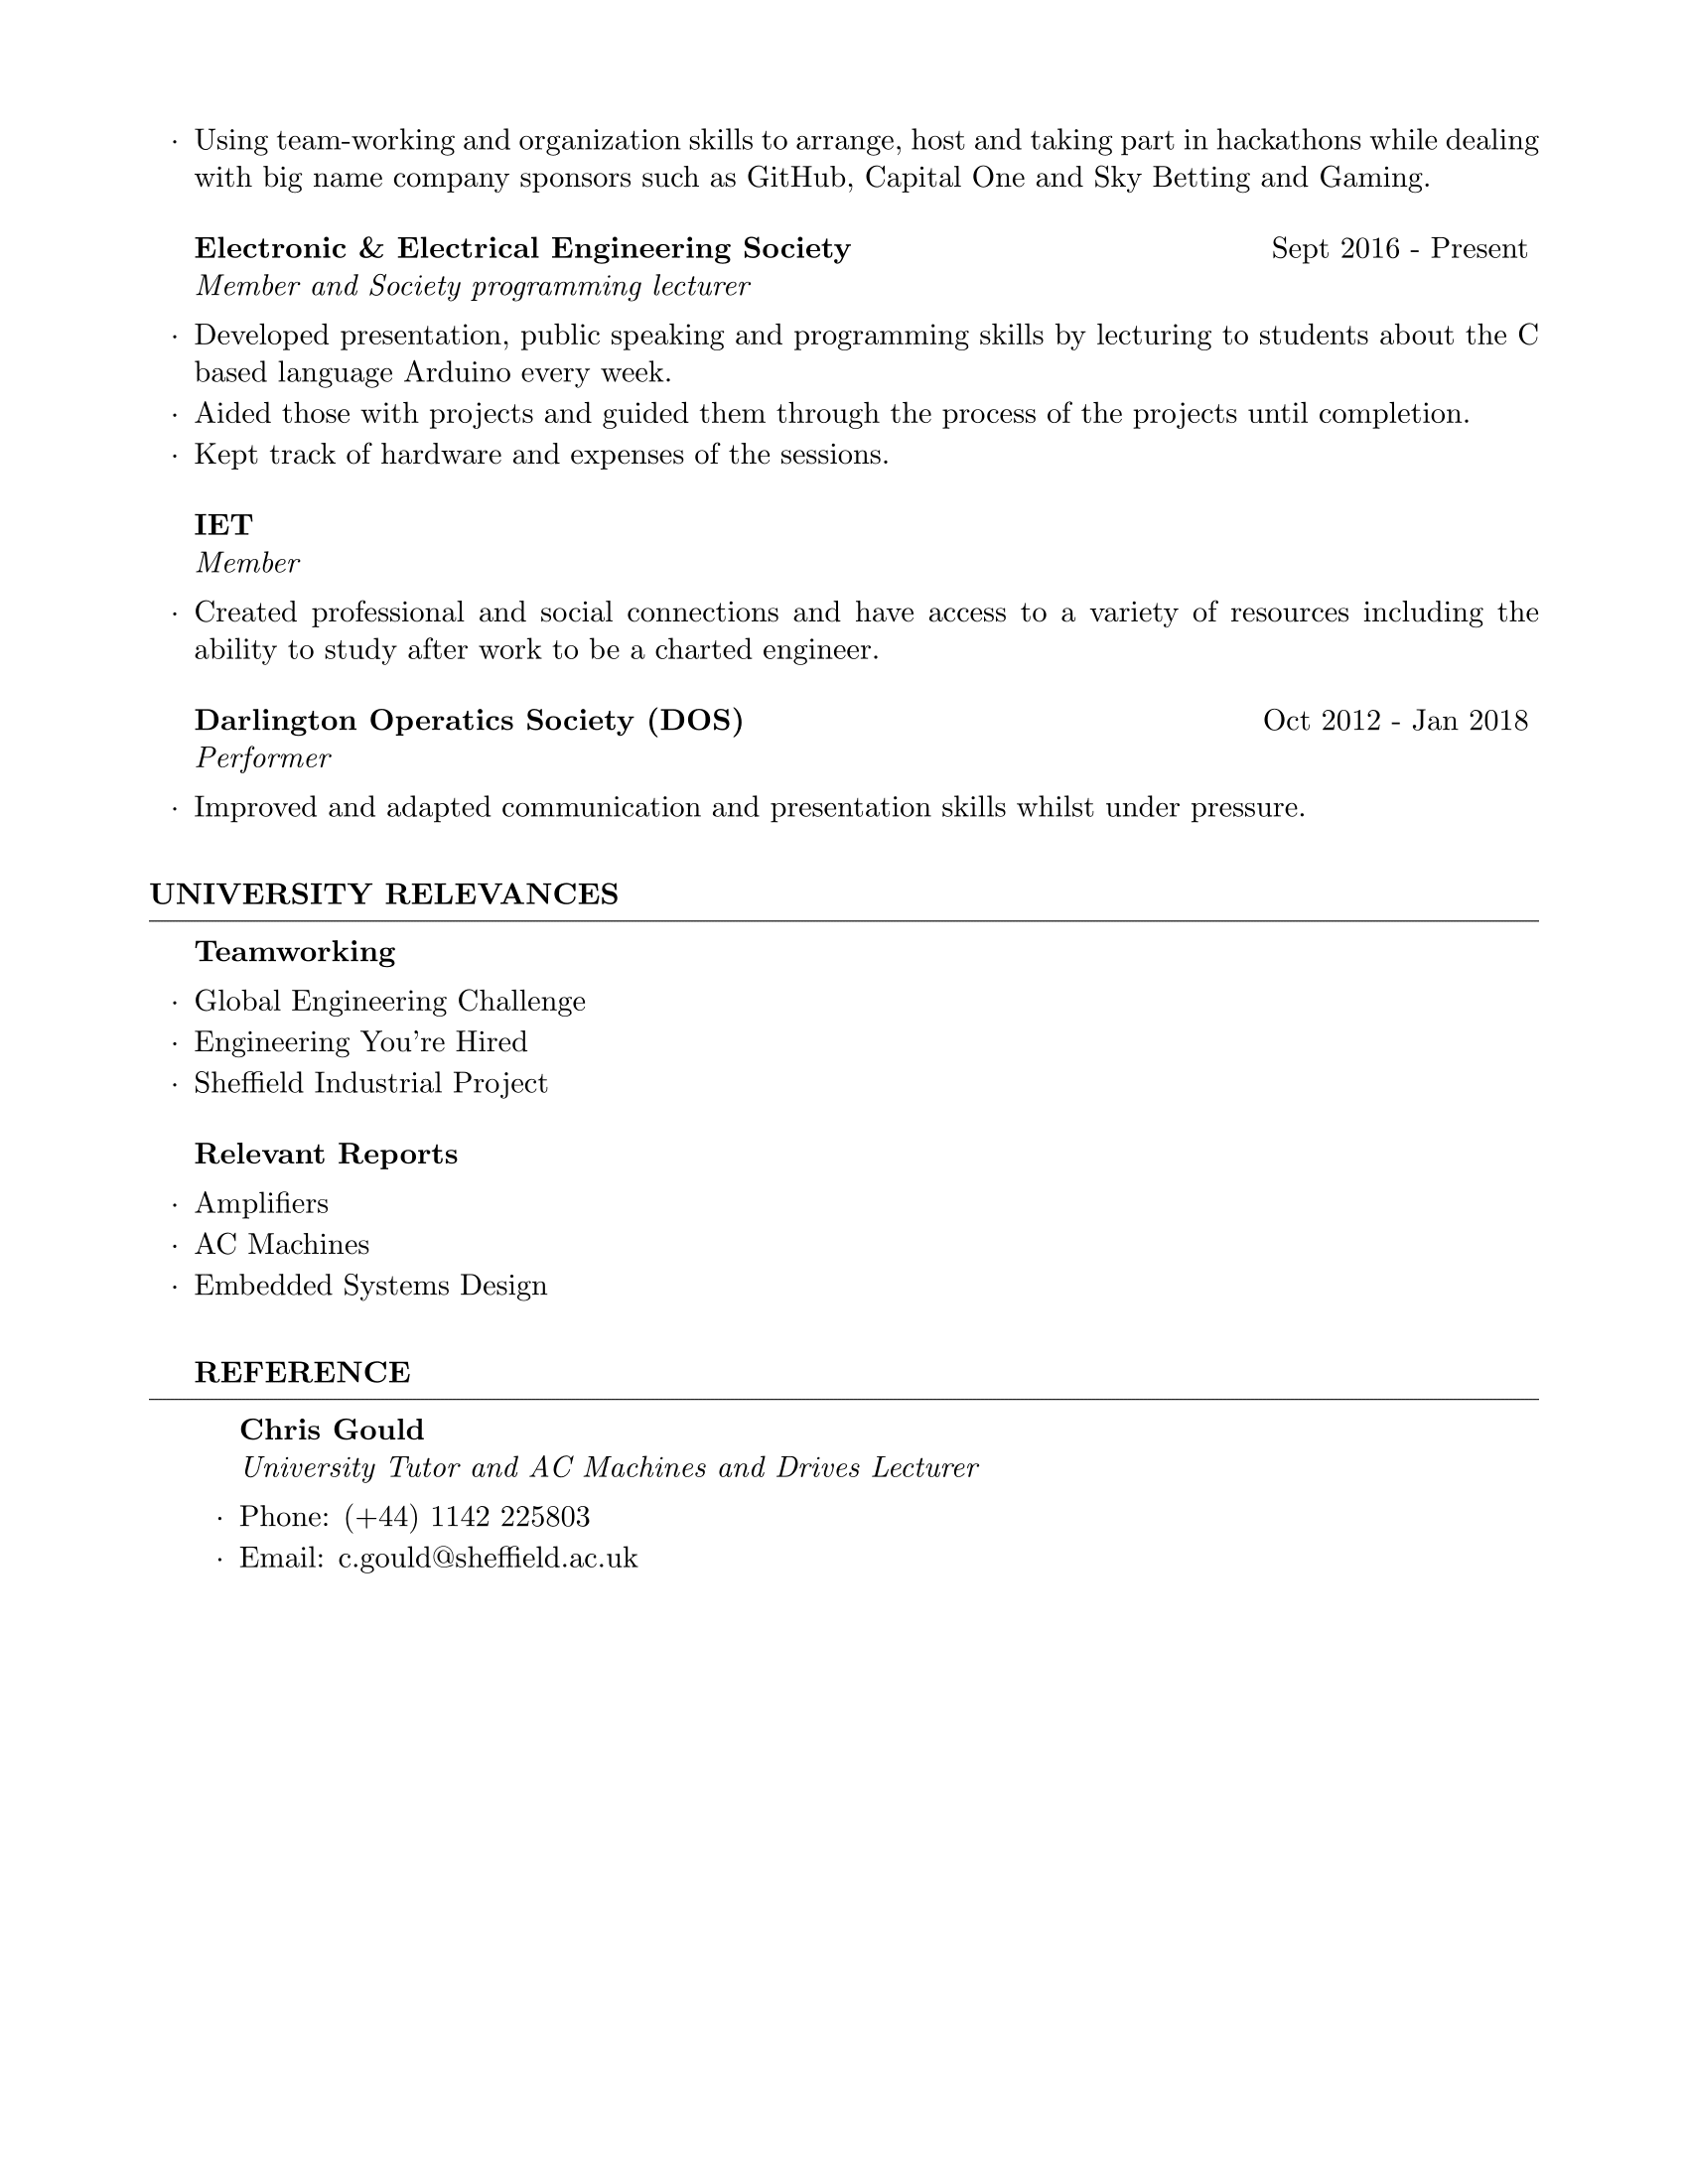 · Using team-working and organization skills to arrange, host and taking part in hackathons while dealing
with big name company sponsors such as GitHub, Capital One and Sky Betting and Gaming.
Electronic & Electrical Engineering Society Sept 2016 - Present
Member and Society programming lecturer
· Developed presentation, public speaking and programming skills by lecturing to students about the C
based language Arduino every week.
· Aided those with projects and guided them through the process of the projects until completion.
· Kept track of hardware and expenses of the sessions.
IET
Member
· Created professional and social connections and have access to a variety of resources including the
ability to study after work to be a charted engineer.
Darlington Operatics Society (DOS) Oct 2012 - Jan 2018
Performer
· Improved and adapted communication and presentation skills whilst under pressure.
UNIVERSITY RELEVANCES
Teamworking
· Global Engineering Challenge
· Engineering You're Hired
· Sheffield Industrial Project
Relevant Reports
· Amplifiers
· AC Machines
· Embedded Systems Design
REFERENCE
Chris Gould
University Tutor and AC Machines and Drives Lecturer
· Phone: (+44) 1142 225803
· Email: c.gould@sheffield.ac.uk